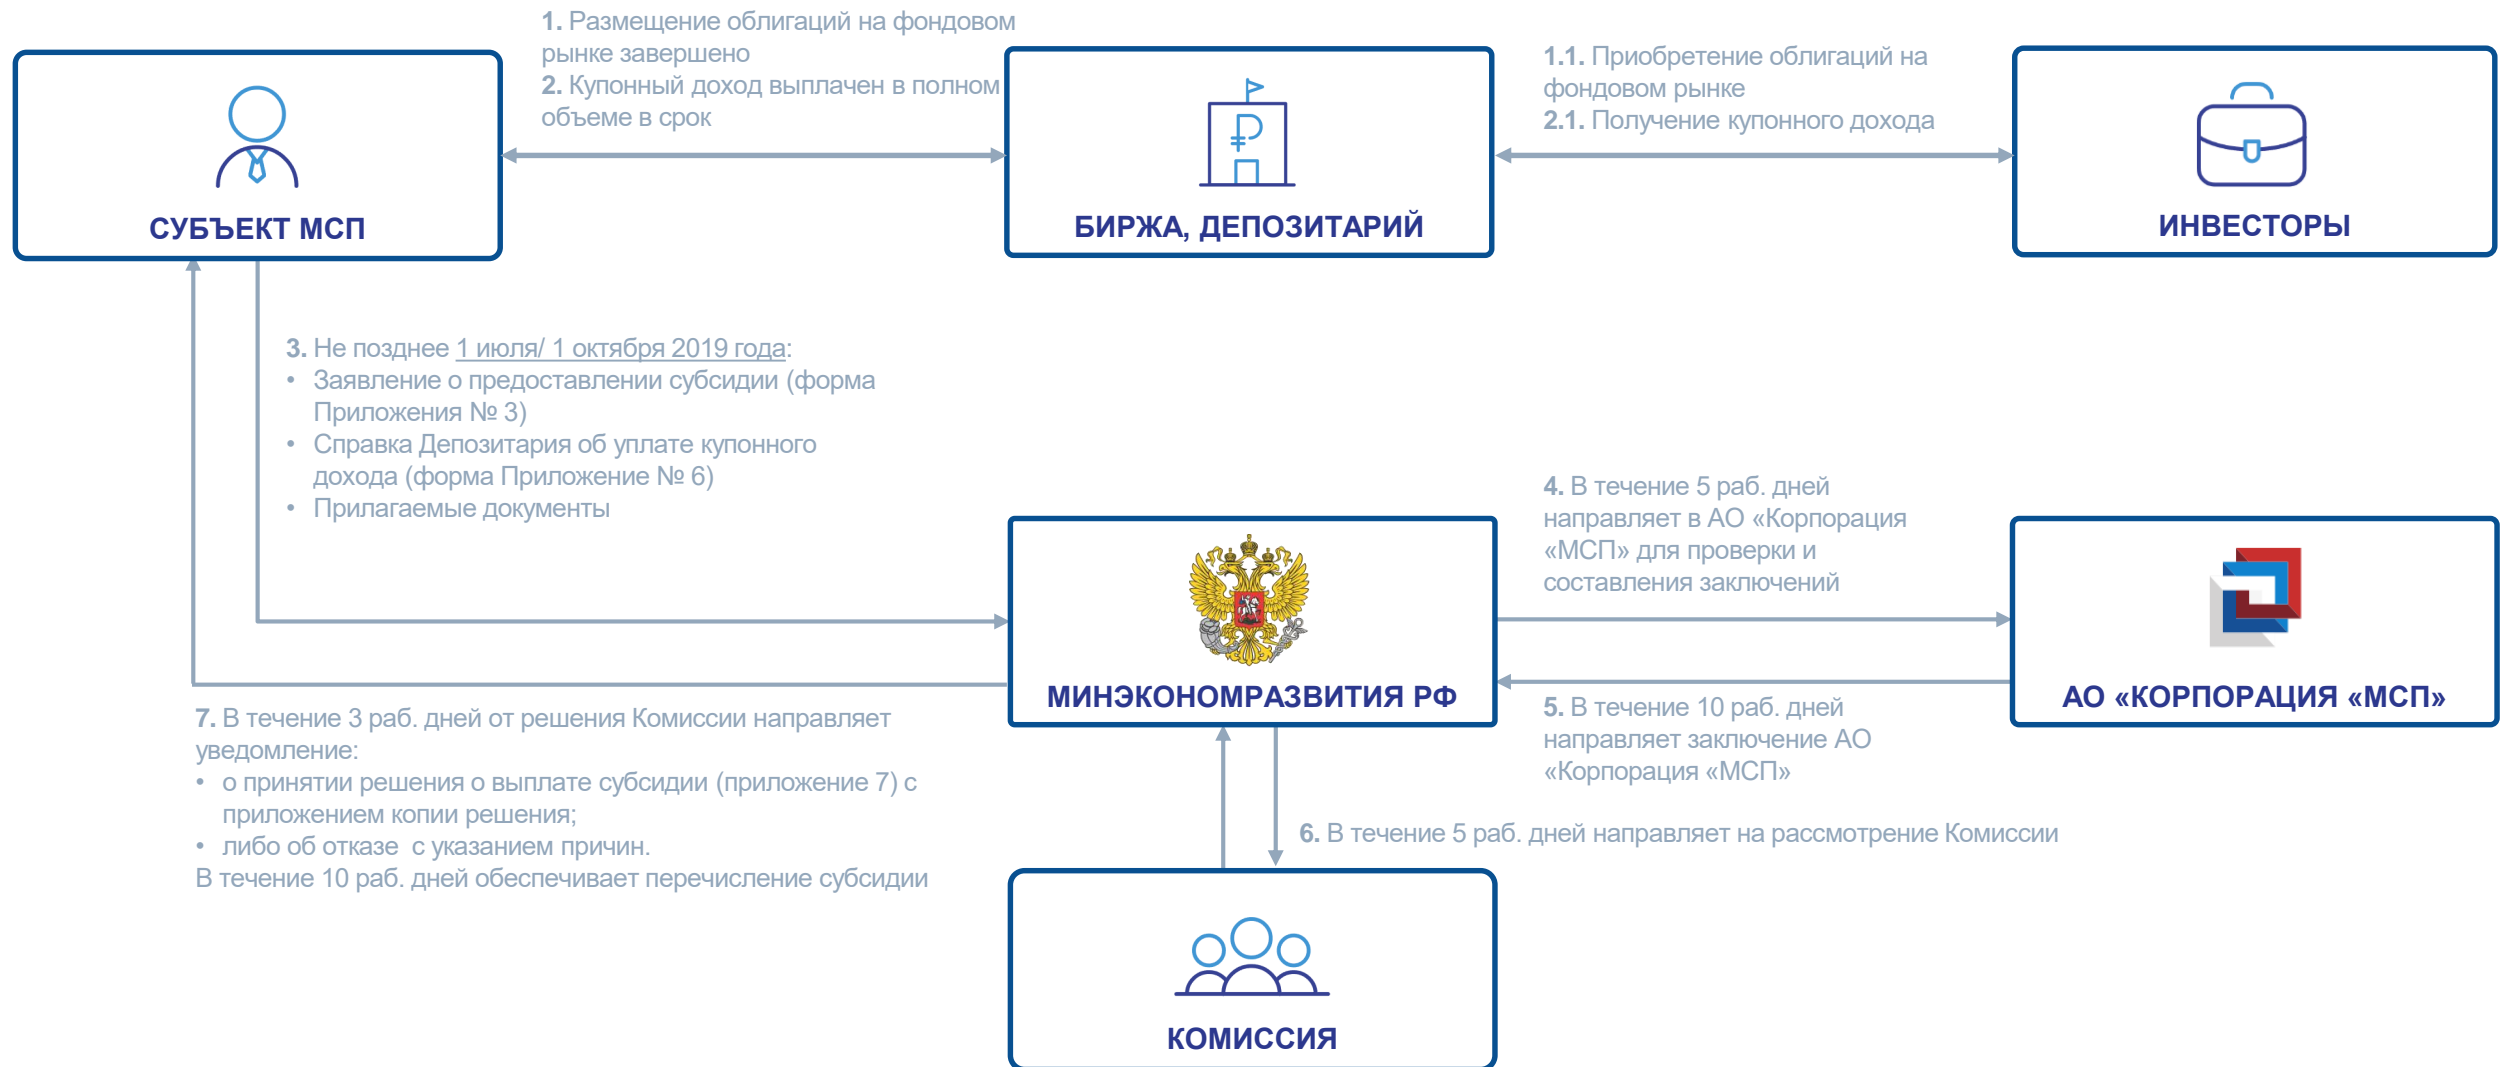 1. Размещение облигаций на фондовом
рынке завершено
2. Купонный доход выплачен в полном
объеме в срок
1.1. Приобретение облигаций на
фондовом рынке
2.1. Получение купонного дохода
СУБЪЕКТ МСП
БИРЖА, ДЕПОЗИТАРИЙ
ИНВЕСТОРЫ
3. Не позднее 1 июля/ 1 октября 2019 года:
• Заявление о предоставлении субсидии (форма
Приложения № 3)
• Справка Депозитария об уплате купонного
дохода (форма Приложение № 6)
• Прилагаемые документы
4. В течение 5 раб. дней
направляет в АО «Корпорация
«МСП» для проверки и
составления заключений
МИНЭКОНОМРАЗВИТИЯ РФ
АО «КОРПОРАЦИЯ «МСП»
5. В течение 10 раб. дней
направляет заключение АО
«Корпорация «МСП»
7. В течение 3 раб. дней от решения Комиссии направляет
уведомление:
• о принятии решения о выплате субсидии (приложение 7) с
приложением копии решения;
• либо об отказе  с указанием причин.
В течение 10 раб. дней обеспечивает перечисление субсидии
6. В течение 5 раб. дней направляет на рассмотрение Комиссии
КОМИССИЯ